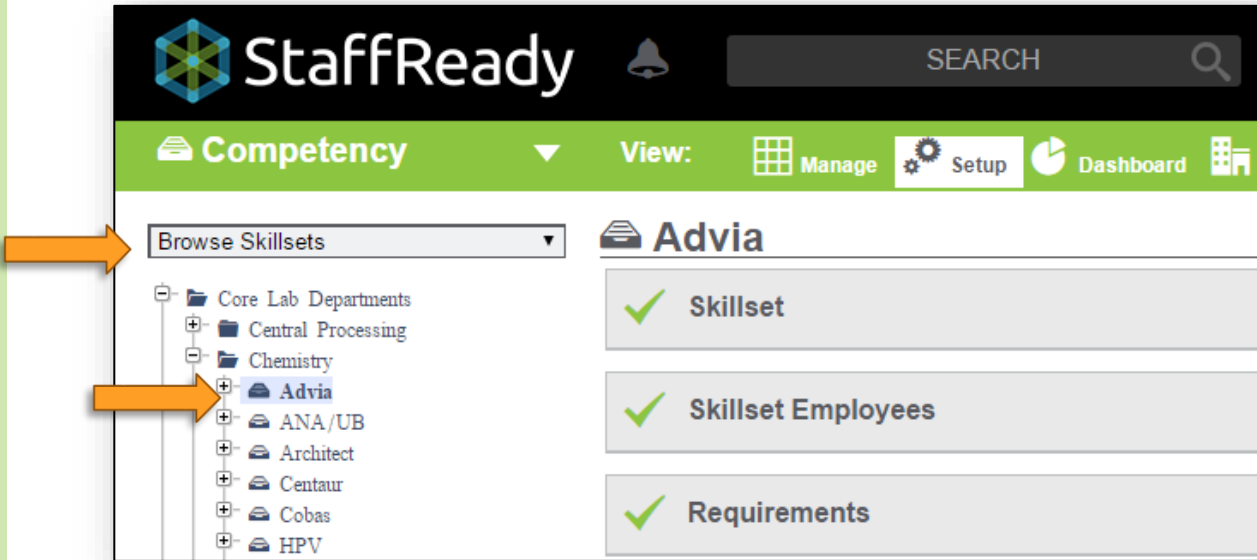 StaffReady
SEARCH
Competency
View:
Manage
Setup
Dashboard
Browse Skillsets
Advia
Core Lab Departments
Central Processing
Chemistry
Advia
ANA/UB
Architect
Centaur
Cobas
HPV
Skillset
Skillset Employees
Requirements